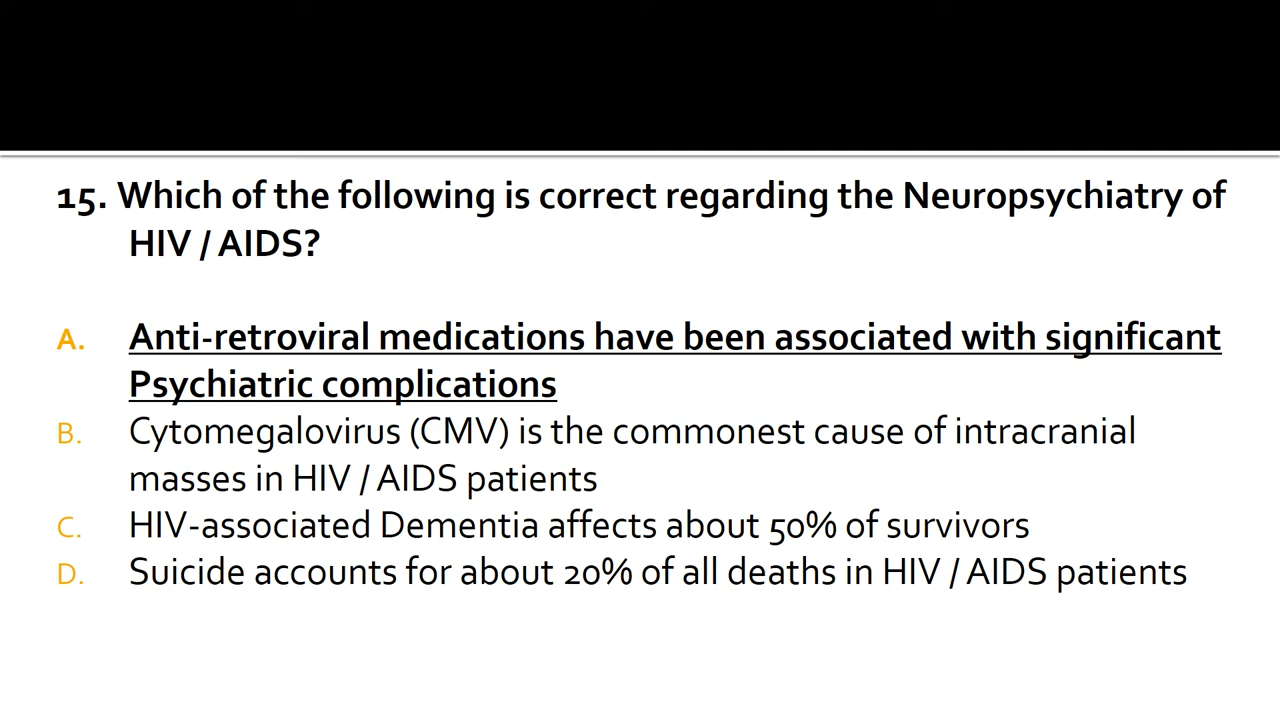 15. Which of the following is correct regarding the Neuropsychiatry of
HIV / AIDS?
A. Anti-retroviral medications have been associated with significant
Psychiatric complications
B. Cytomegalovirus (CMV) is the commonest cause of intracranial
masses in HIV / AIDS patients
C. HIV-associated Dementia affects about 50% of survivors
D. Suicide accounts for about 20% of all deaths in HIV / AIDS patients